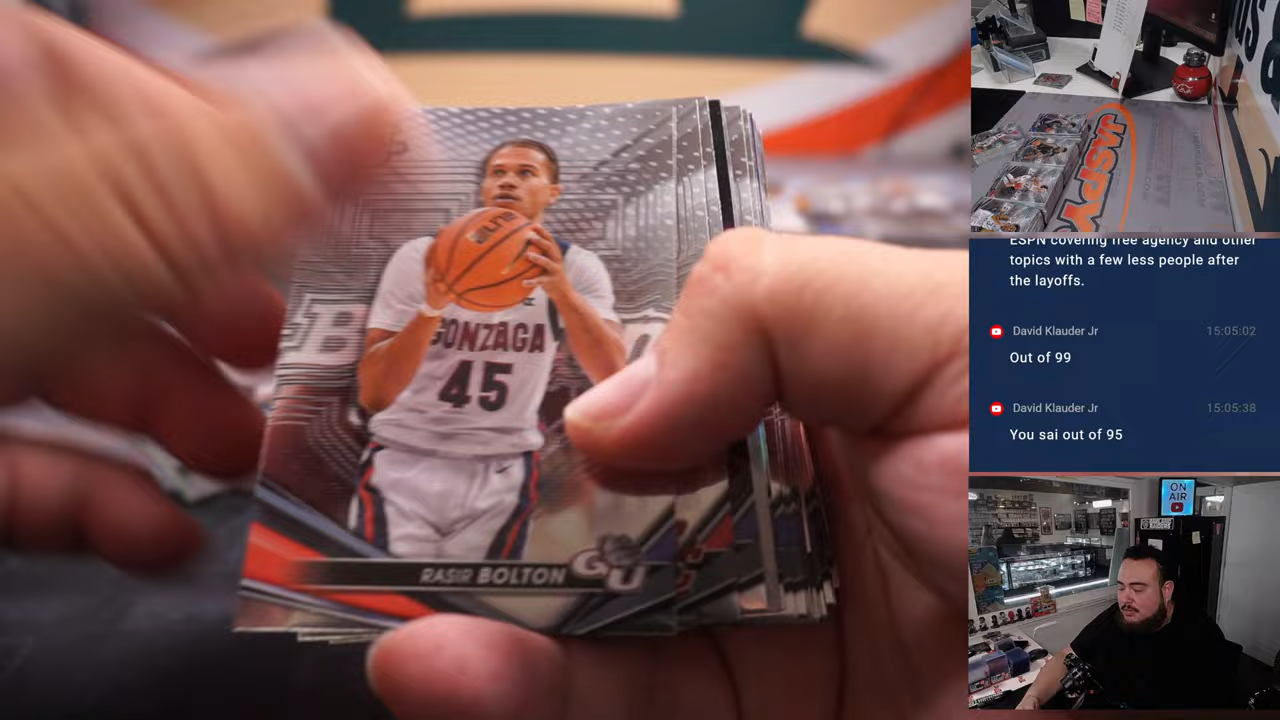 GONZAGA
45
RASIR BOLTON
GU
JASPY
ESPN covering free agency and other
topics with a few less people after
the layoffs.
David Klauder Jr 15:05:02
Out of 99
David Klauder Jr 15:05:38
You sai out of 95
ON
AIR